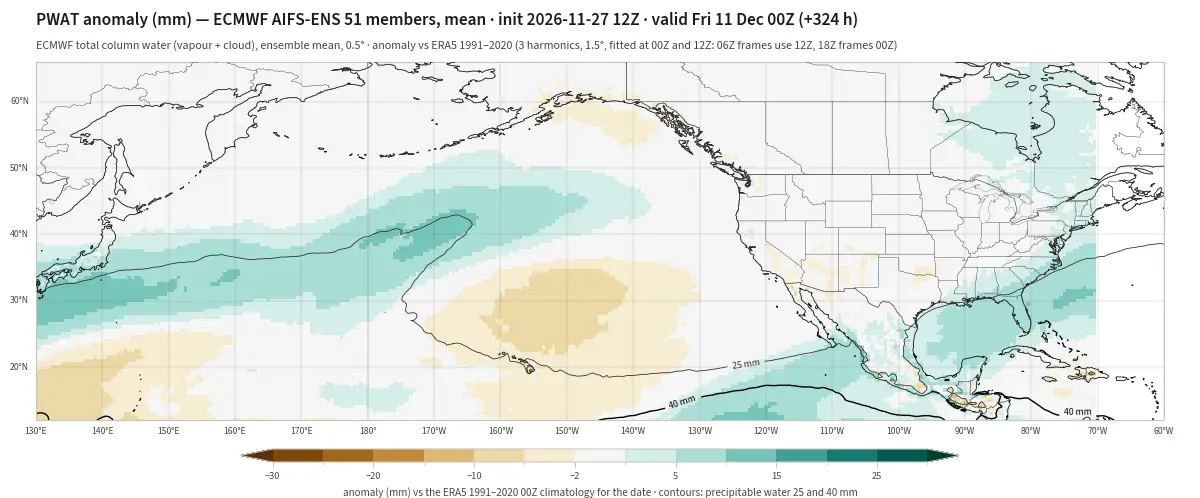 PWAT anomaly (mm) — ECMWF AIFS-ENS 51 members, mean · init 2026-11-27 12Z · valid Fri 11 Dec 00Z (+324 h)
ECMWF total column water (vapour + cloud), ensemble mean, 0.5° · anomaly vs ERA5 1991–2020 (3 harmonics, 1.5°, fitted at 00Z and 12Z: 06Z frames use 12Z, 18Z frames 00Z)
60°N
50°N
40°N
30°N
20°N
25 mm
40 mm
40 mm
130°E 140°E 150°E 160°E 170°E 180° 170°W 160°W 150°W 140°W 130°W 120°W 110°W 100°W 90°W 80°W 70°W 60°W
−30 −20 −10 −2 5 15 25
anomaly (mm) vs the ERA5 1991–2020 00Z climatology for the date · contours: precipitable water 25 and 40 mm